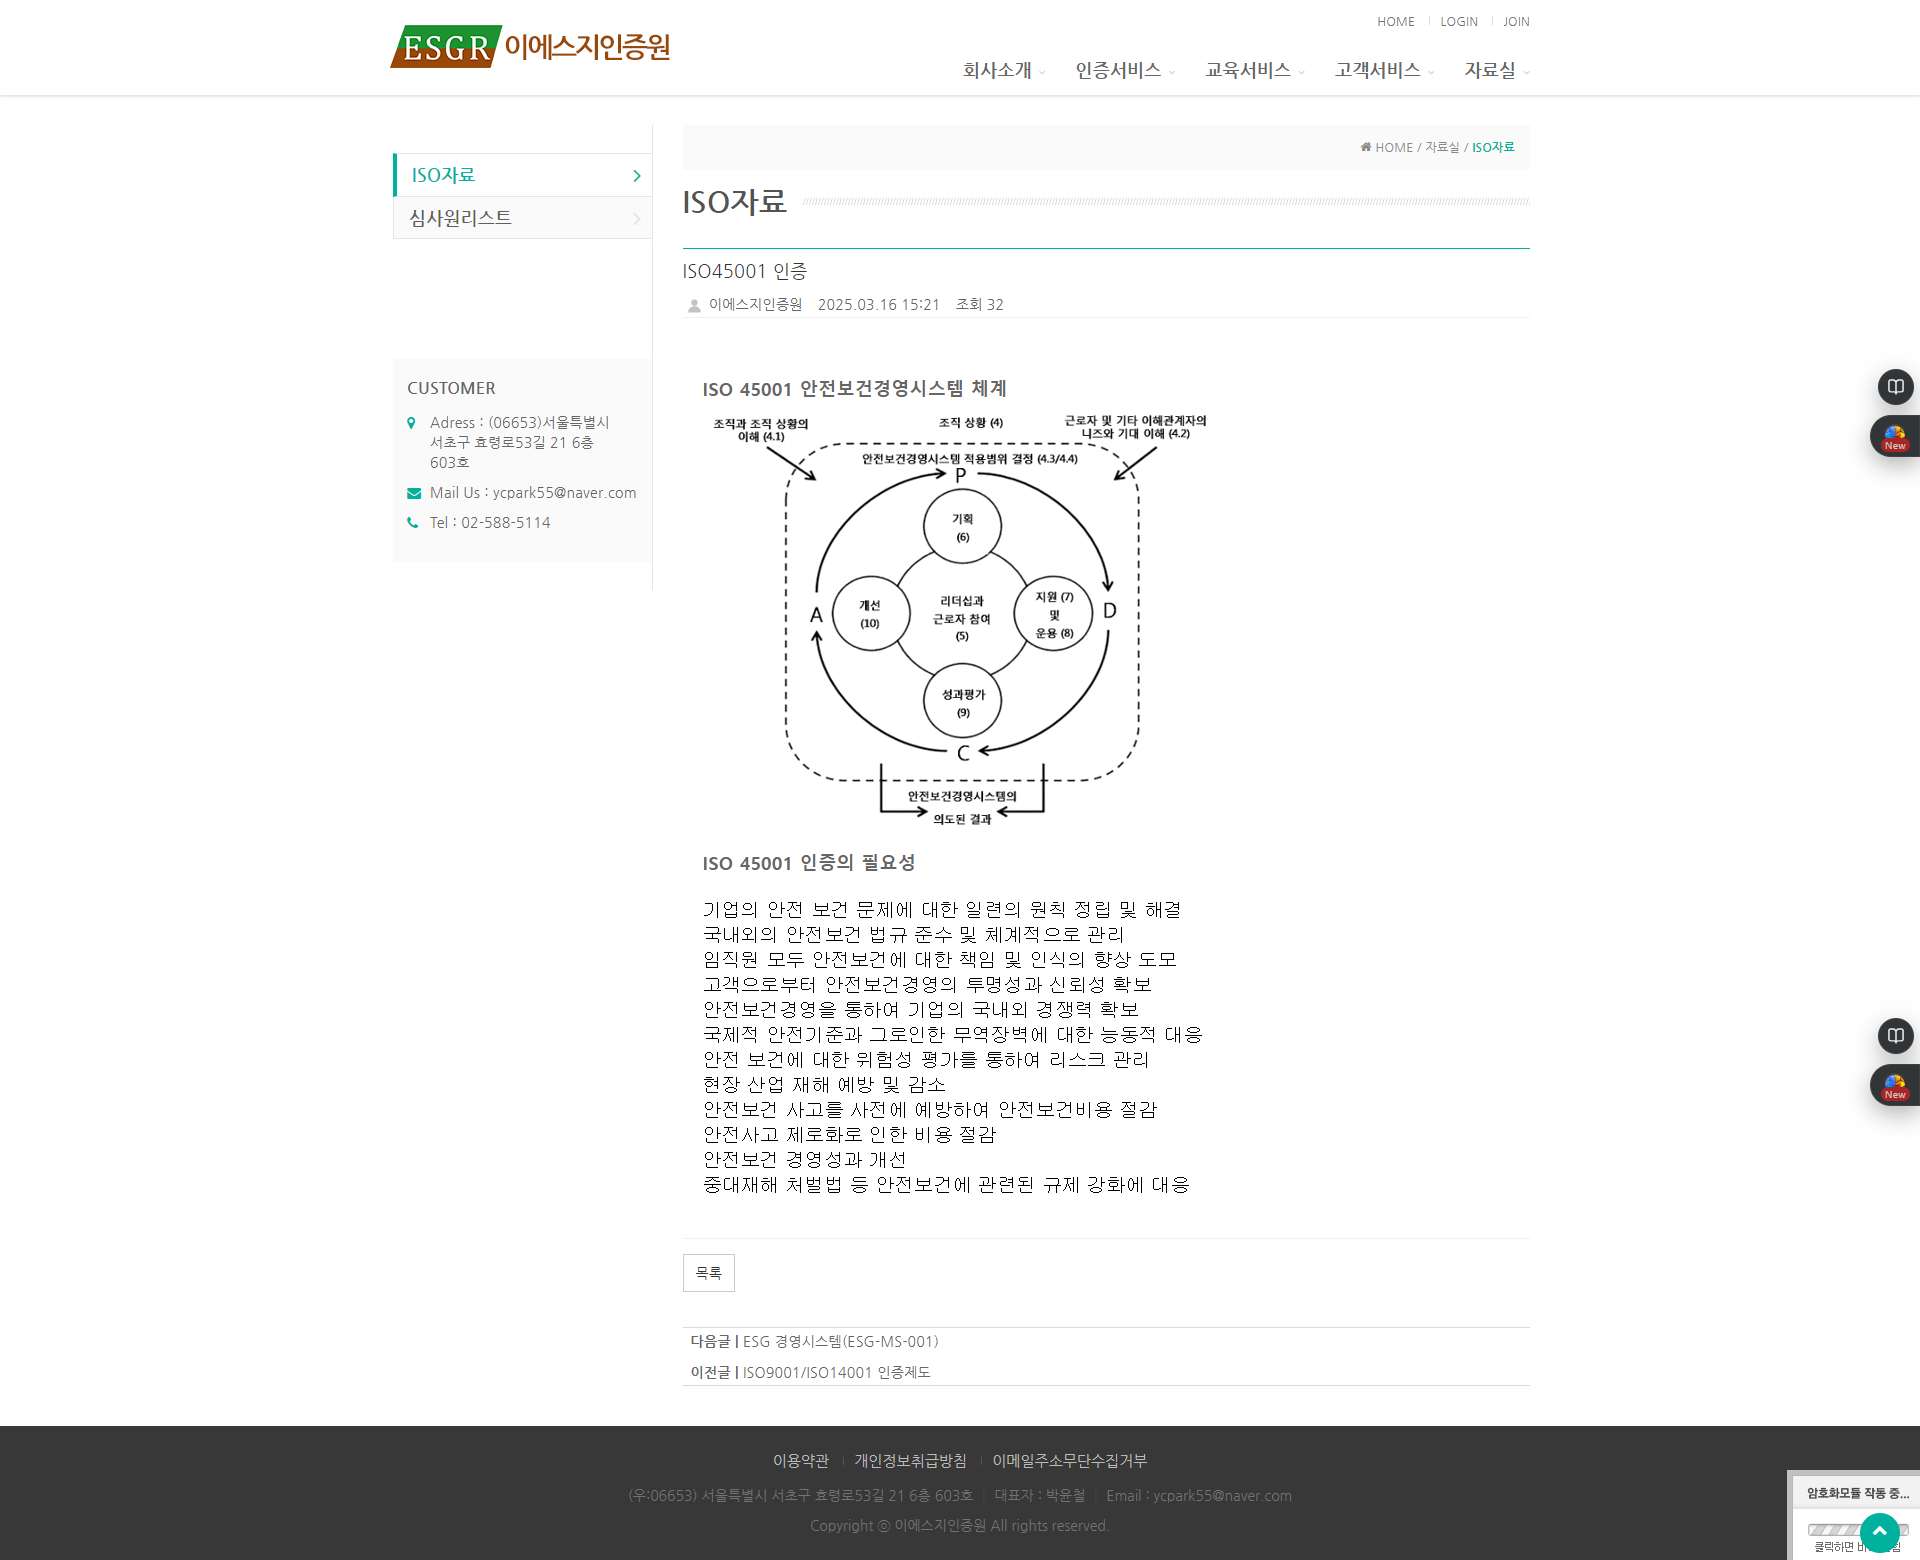 HOME
LOGIN
JOIN
ESGR 이에스지인증원
회사소개
인증서비스
교육서비스
고객서비스
자료실
ISO자료
심사원리스트
CUSTOMER
Adress : (06653)서울특별시
서초구 효령로53길 21 6층
603호
Mail Us : ycpark55@naver.com
Tel : 02-588-5114
HOME / 자료실 / ISO자료
ISO자료
ISO45001 인증
이에스지인증원 2025.03.16 15:21 조회 32
ISO 45001 안전보건경영시스템 체계
조직과 조직 상황의
이해 (4.1)
조직 상황 (4)
근로자 및 기타 이해관계자의
니즈와 기대 이해 (4.2)
안전보건경영시스템 적용범위 결정 (4.3/4.4)
P
기획
(6)
A
개선
(10)
리더십과
근로자 참여
(5)
지원 (7)
및
운용 (8)
D
성과평가
(9)
C
안전보건경영시스템의
의도된 결과
ISO 45001 인증의 필요성
기업의 안전 보건 문제에 대한 일련의 원칙 정립 및 해결
국내외의 안전보건 법규 준수 및 체계적으로 관리
임직원 모두 안전보건에 대한 책임 및 인식의 향상 도모
고객으로부터 안전보건경영의 투명성과 신뢰성 확보
안전보건경영을 통하여 기업의 국내외 경쟁력 확보
국제적 안전기준과 그로인한 무역장벽에 대한 능동적 대응
안전 보건에 대한 위험성 평가를 통하여 리스크 관리
현장 산업 재해 예방 및 감소
안전보건 사고를 사전에 예방하여 안전보건비용 절감
안전사고 제로화로 인한 비용 절감
안전보건 경영성과 개선
중대재해 처벌법 등 안전보건에 관련된 규제 강화에 대응
목록
다음글 | ESG 경영시스템(ESG-MS-001)
이전글 | ISO9001/ISO14001 인증제도
이용약관
개인정보취급방침
이메일주소무단수집거부
(우:06653) 서울특별시 서초구 효령로53길 21 6층 603호 | 대표자 : 박윤철 | Email : ycpark55@naver.com
Copyright ⓒ 이에스지인증원 All rights reserved.
New
New
암호화모듈 작동 중...
클릭하면